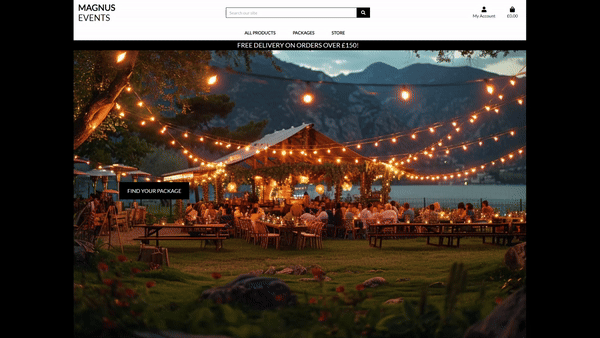 MAGNUS
EVENTS
Search our site
My Account
£0.00
ALL PRODUCTS
PACKAGES
STORE
FREE DELIVERY ON ORDERS OVER £150!
FIND YOUR PACKAGE